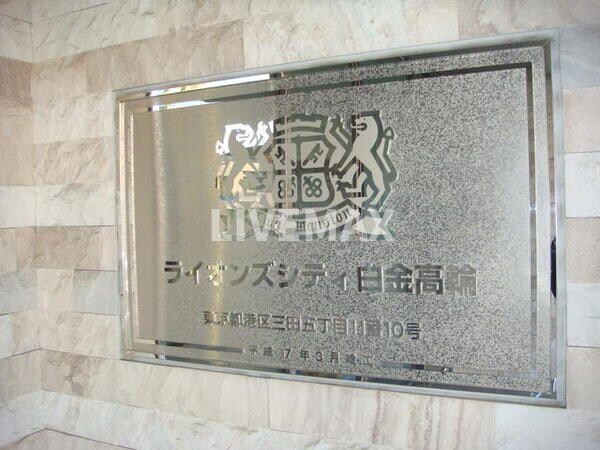 Mansion
LIVEMAX
ライオンズシティ白金高輪
東京都港区三田五丁目11番10号
平成 7 年 3 月 竣工